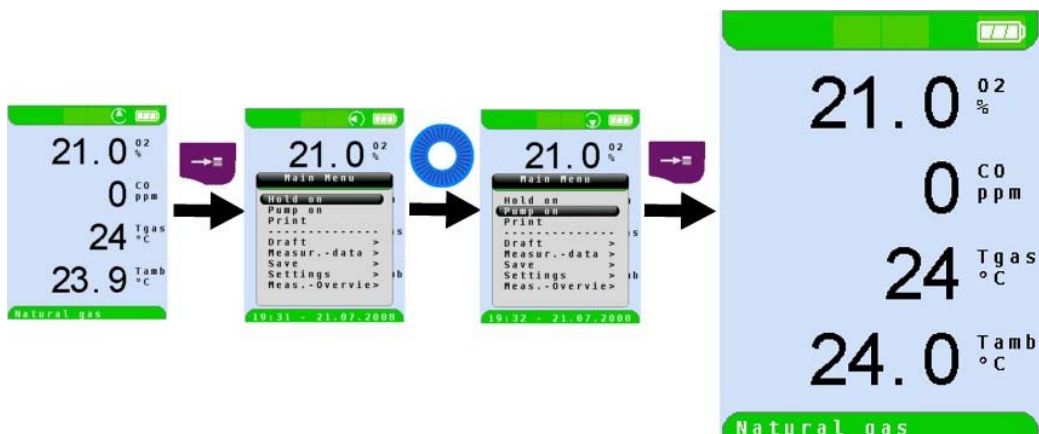 21.0 O2 %
0 CO ppm
24 Tgas °C
23.9 Tamb °C
Natural gas
21.0 O2 %
Main Menu
Hold on
Pump on
Print
--------------
Draft >
Measur.-data >
Save >
Settings >
Meas.-Overvie>
19:31 - 21.07.2008
21.0 O2 %
Main Menu
Hold on
Pump on
Print
--------------
Draft >
Measur.-data >
Save >
Settings >
Meas.-Overvie>
19:32 - 21.07.2008
21.0 O2 %
0 CO ppm
24 Tgas °C
24.0 Tamb °C
Natural gas